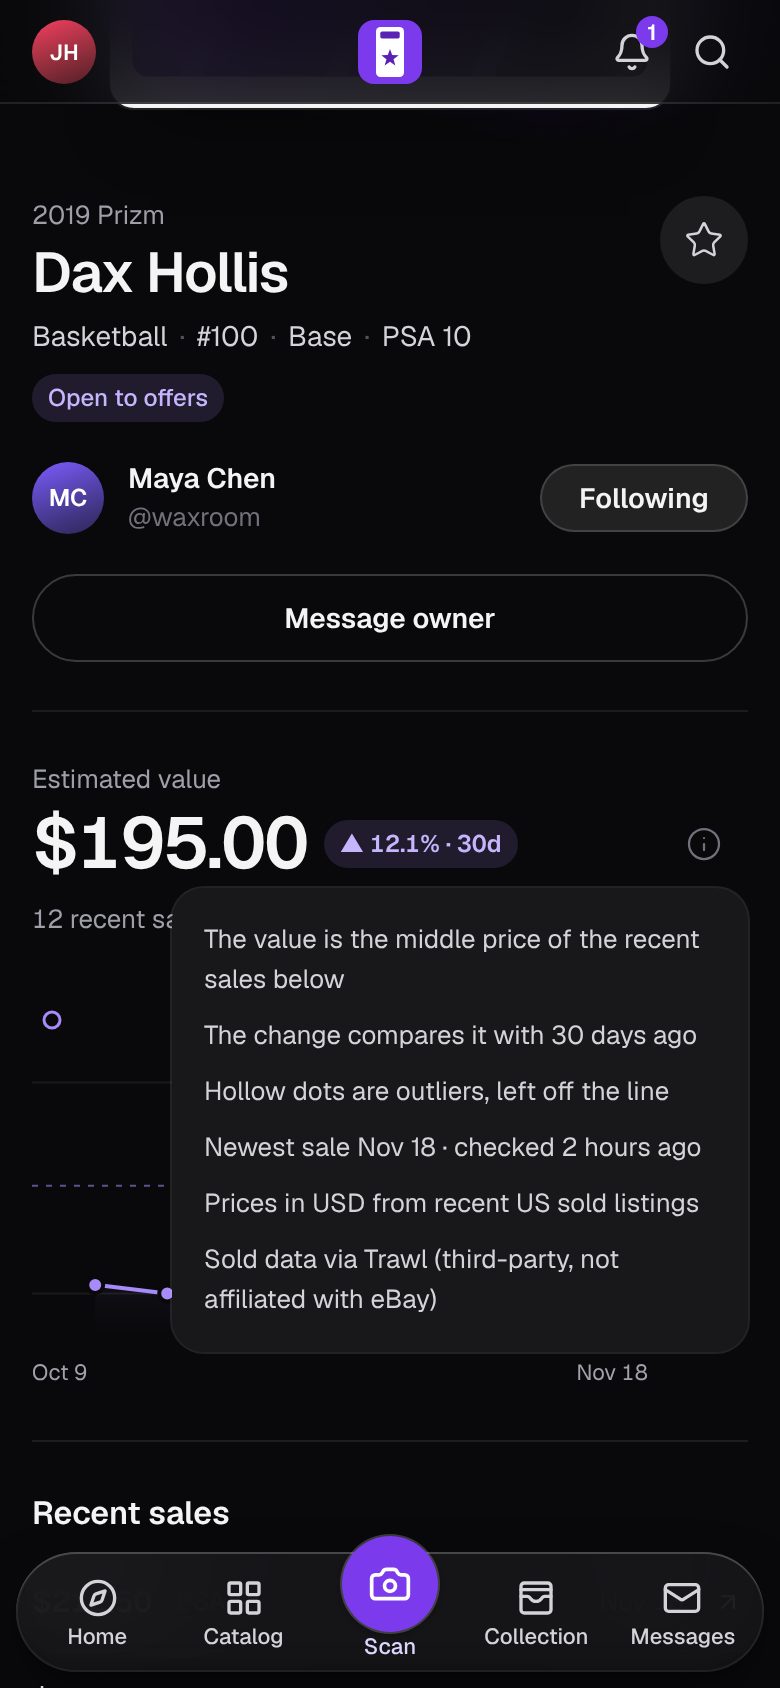 JH
1
2019 Prizm
Dax Hollis
Basketball · #100 · Base · PSA 10
Open to offers
MC
Maya Chen
@waxroom
Following
Message owner
Estimated value
$195.00
▲ 12.1% · 30d
12 recent
The value is the middle price of the recent
sales below
The change compares it with 30 days ago
Hollow dots are outliers, left off the line
Newest sale Nov 18 · checked 2 hours ago
Prices in USD from recent US sold listings
Sold data via Trawl (third-party, not
affiliated with eBay)
Oct 9
Nov 18
Recent sales
Home
Catalog
Scan
Collection
Messages